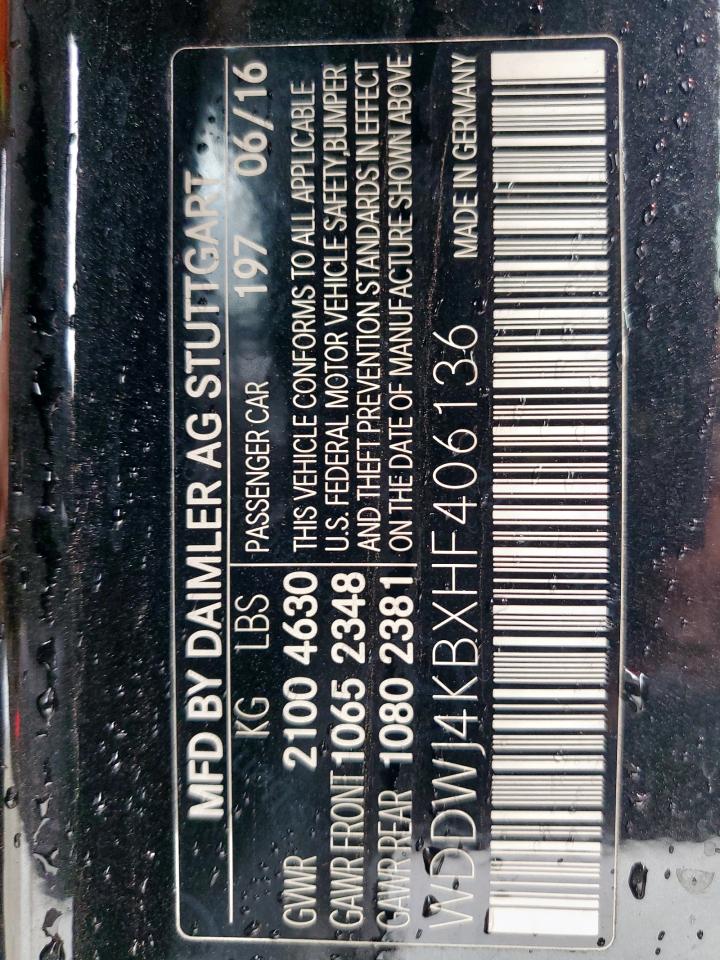 MFD BY DAIMLER AG STUTTGART
KG LBS PASSENGER CAR 197 06/16
GVWR 2100 4630 THIS VEHICLE CONFORMS TO ALL APPLICABLE
GAWR FRONT 1065 2348 U.S. FEDERAL MOTOR VEHICLE SAFETY,BUMPER
GAWR REAR 1080 2381 AND THEFT PREVENTION STANDARDS IN EFFECT
ON THE DATE OF MANUFACTURE SHOWN ABOVE
WDDWJ4KBXHF406136 MADE IN GERMANY